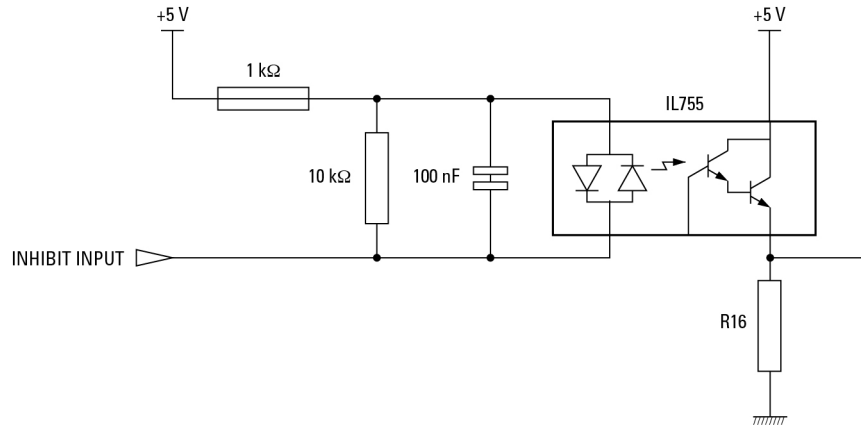 +5 V
+5 V
1 kΩ
IL755
10 kΩ
100 nF
INHIBIT INPUT
R16